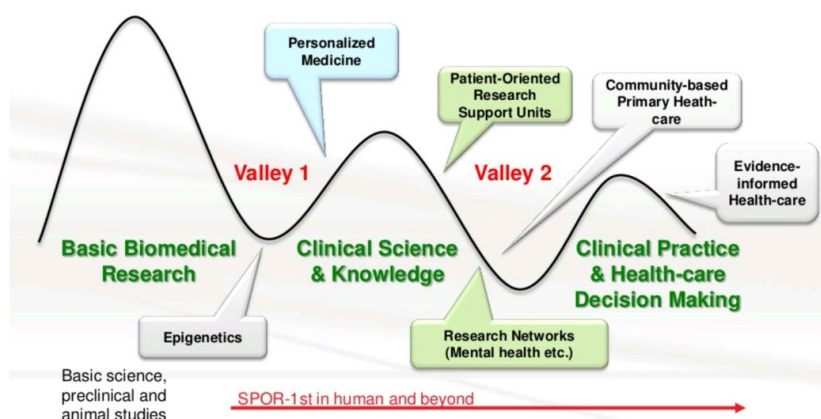 Personalized
Medicine
Patient-Oriented
Research
Support Units
Community-based
Primary Heath-
care
Evidence-
informed
Health-care
Valley 1
Valley 2
Basic Biomedical
Research
Clinical Science
& Knowledge
Clinical Practice
& Health-care
Decision Making
Epigenetics
Research Networks
(Mental health etc.)
Basic science,
preclinical and
animal studies
SPOR-1st in human and beyond